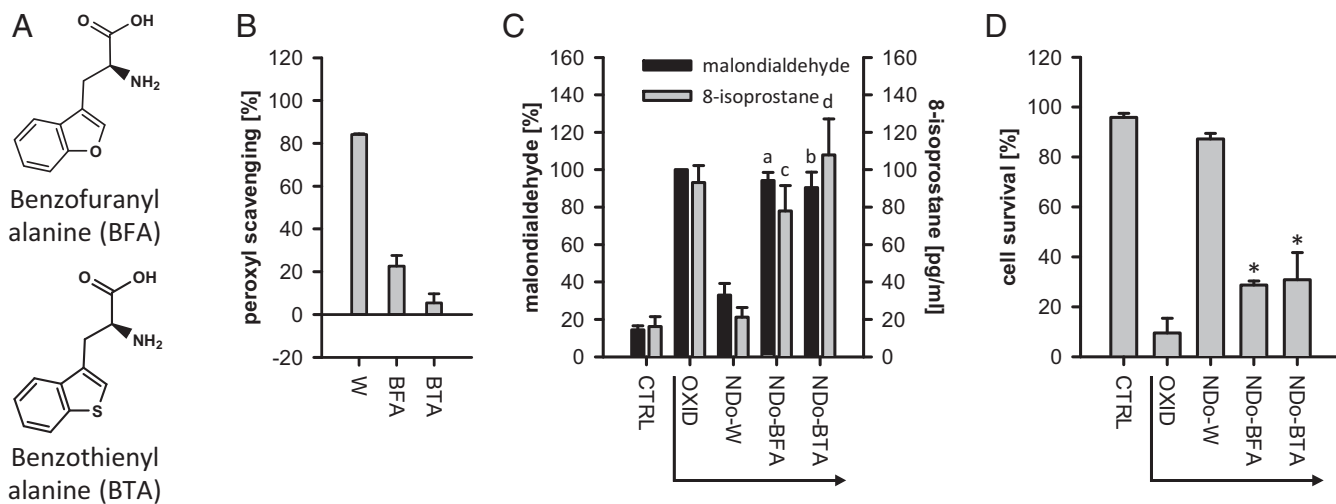 A
O
OH
NH2
O
Benzofuranyl
alanine (BFA)
O
OH
NH2
S
Benzothienyl
alanine (BTA)
B
peroxyl scavenging [%]
120
100
80
60
40
20
0
-20
W
BFA
BTA
C
malondialdehyde [%]
160
140
120
100
80
60
40
20
0
malondialdehyde
8-isoprostane
a
c
b
d
160
140
120
100
80
60
40
20
0
8-isoprostane [pg/ml]
CTRL
OXID
NDo-W
NDo-BFA
NDo-BTA
D
cell survival [%]
120
100
80
60
40
20
0
*
*
CTRL
OXID
NDo-W
NDo-BFA
NDo-BTA